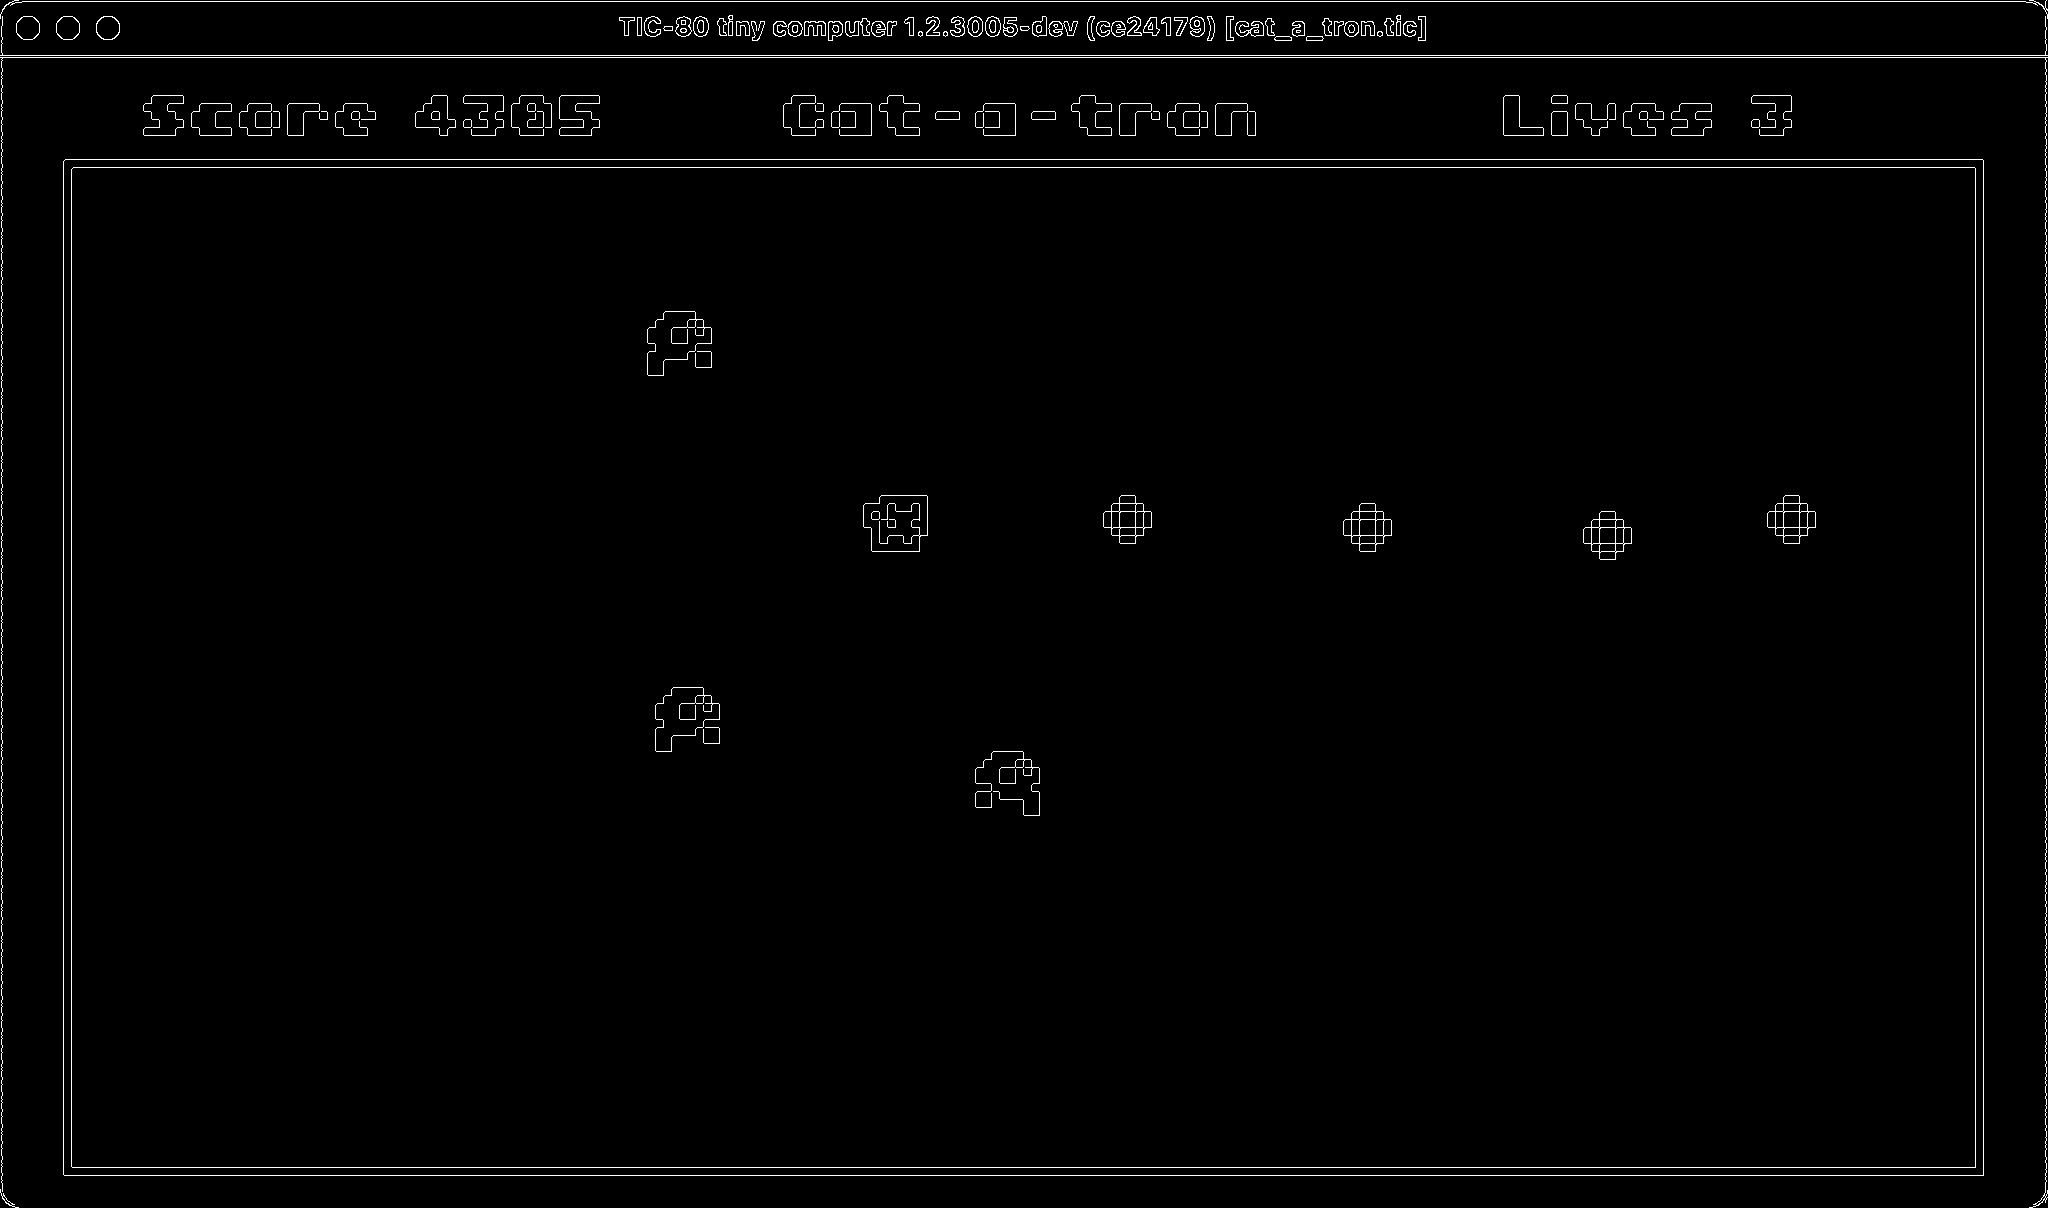 TIC-80 tiny computer 1.2.3005-dev (ce24179) [cat_a_tron.tic]
Score 4305 Cat-a-tron Lives 3